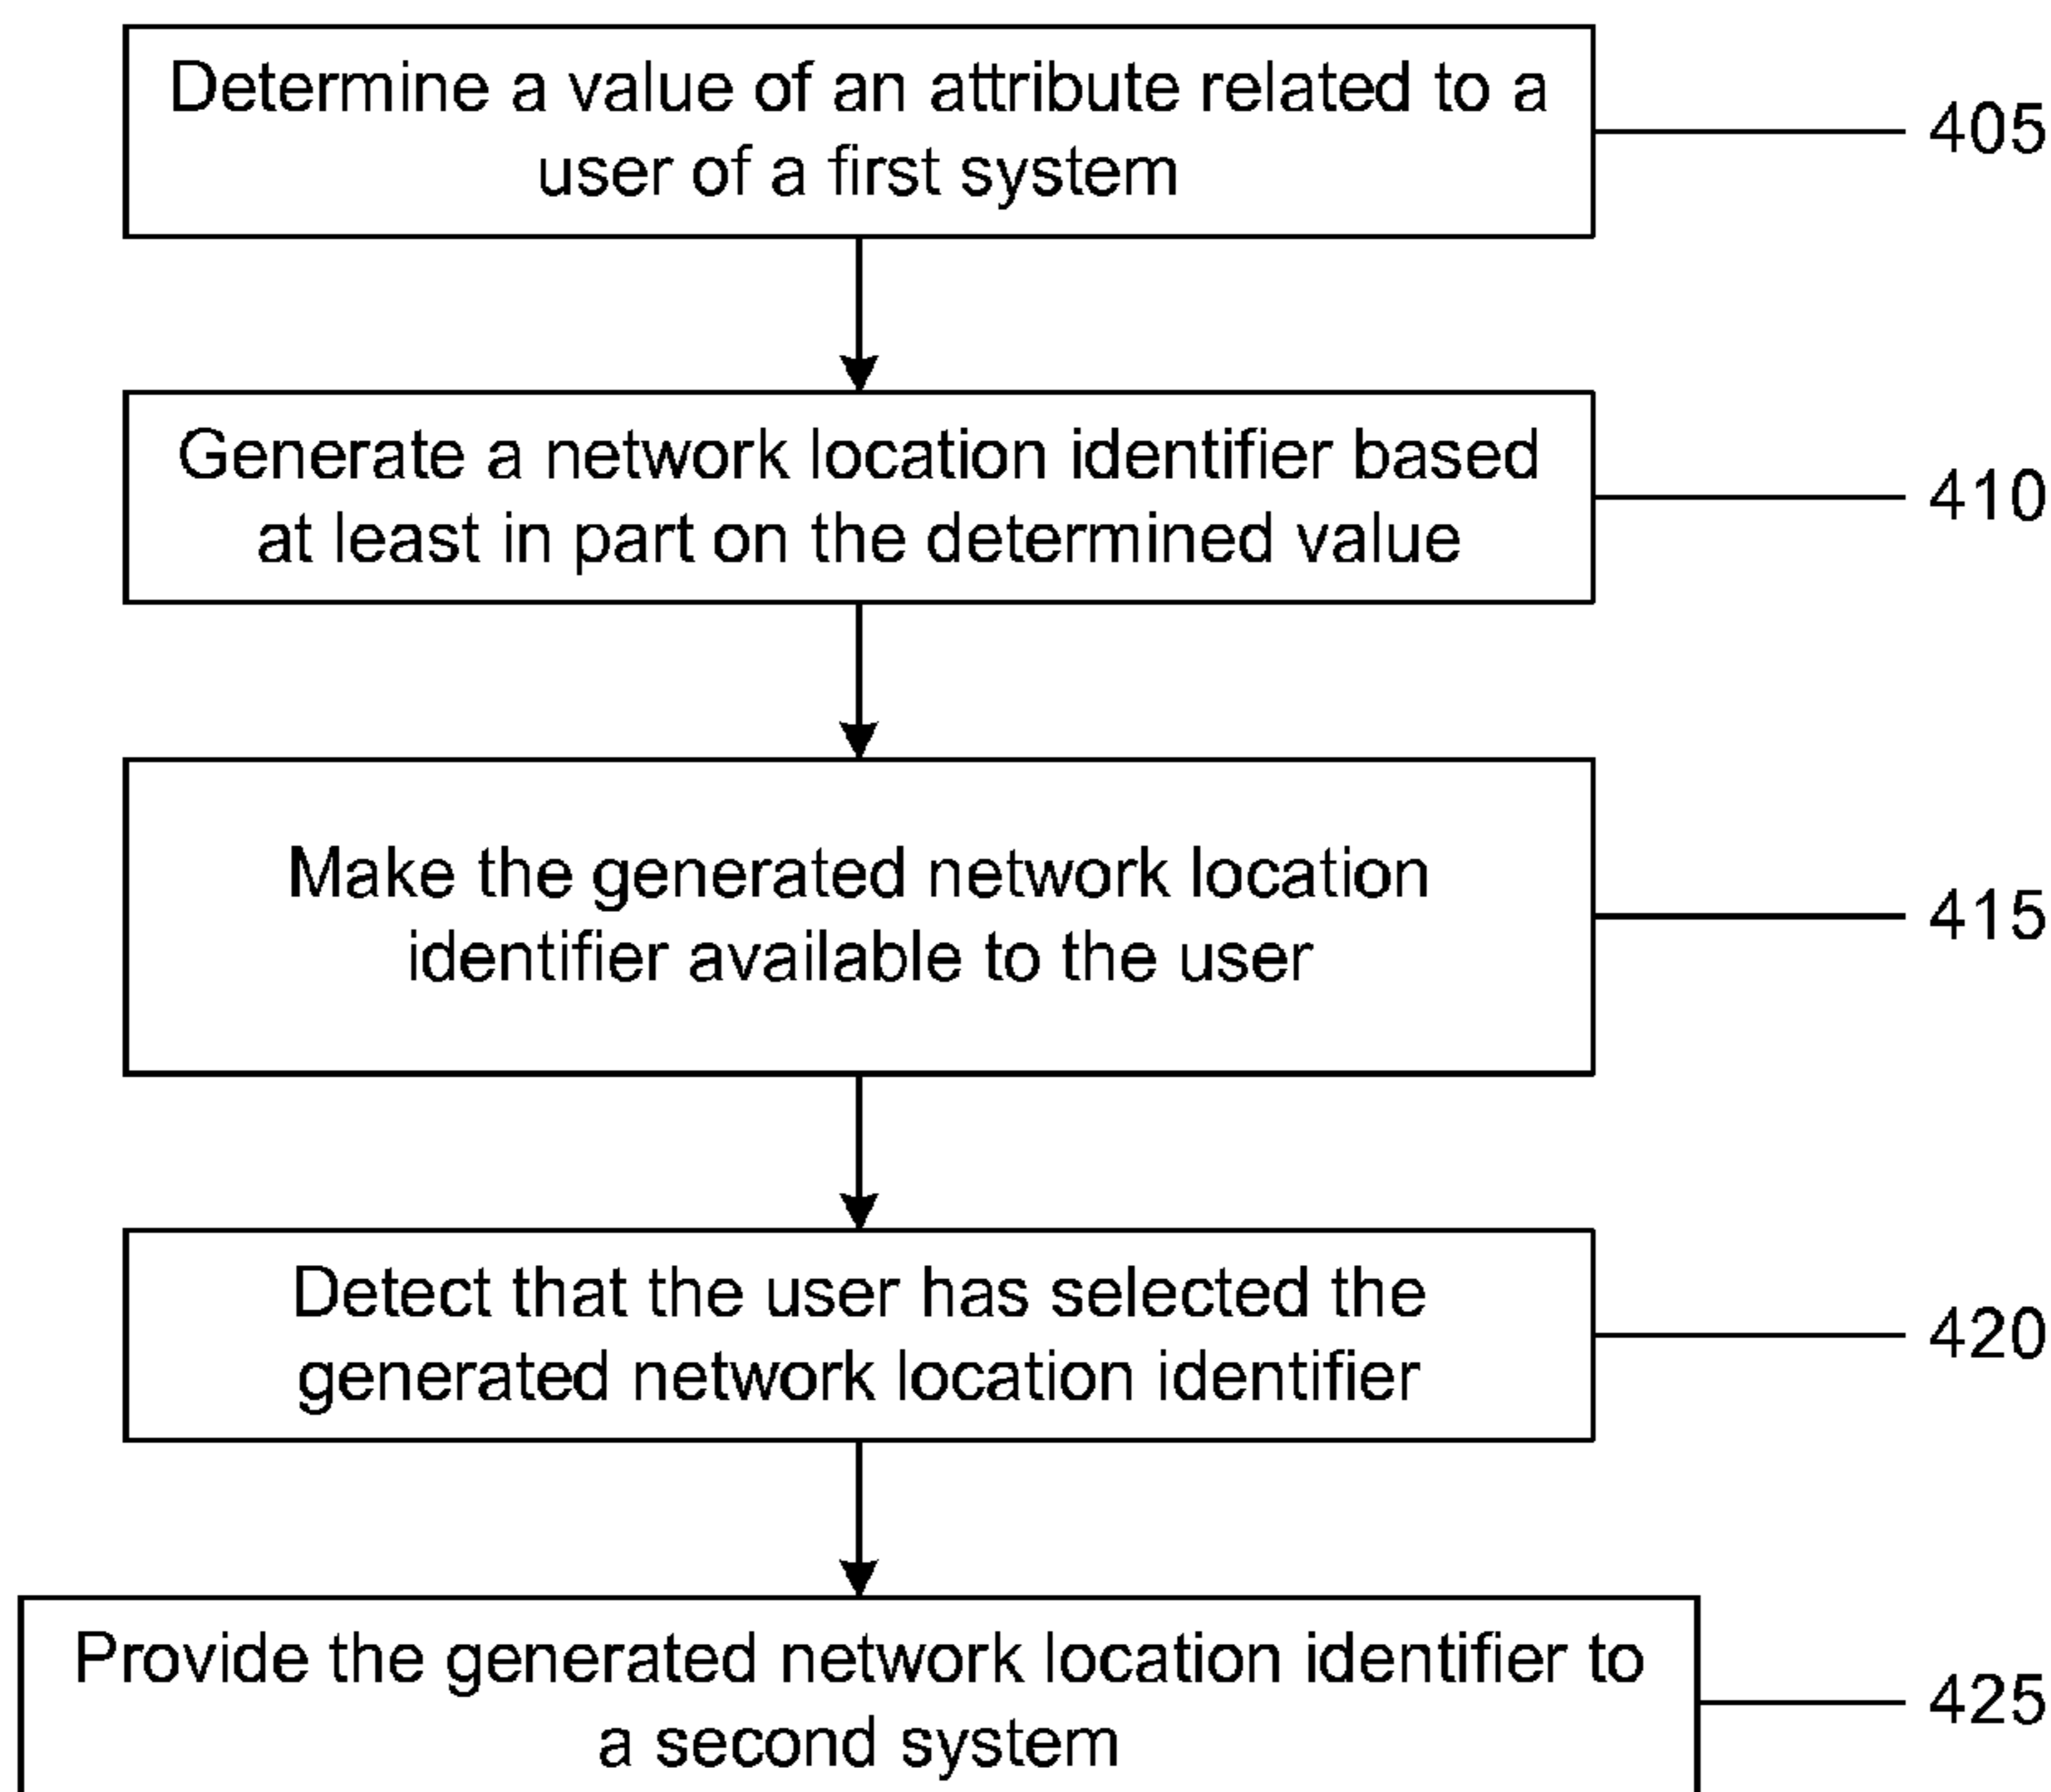 Determine a value of an attribute related to a
user of a first system
405
Generate a network location identifier based
at least in part on the determined value
410
Make the generated network location
identifier available to the user
415
Detect that the user has selected the
generated network location identifier
420
Provide the generated network location identifier to
a second system
425